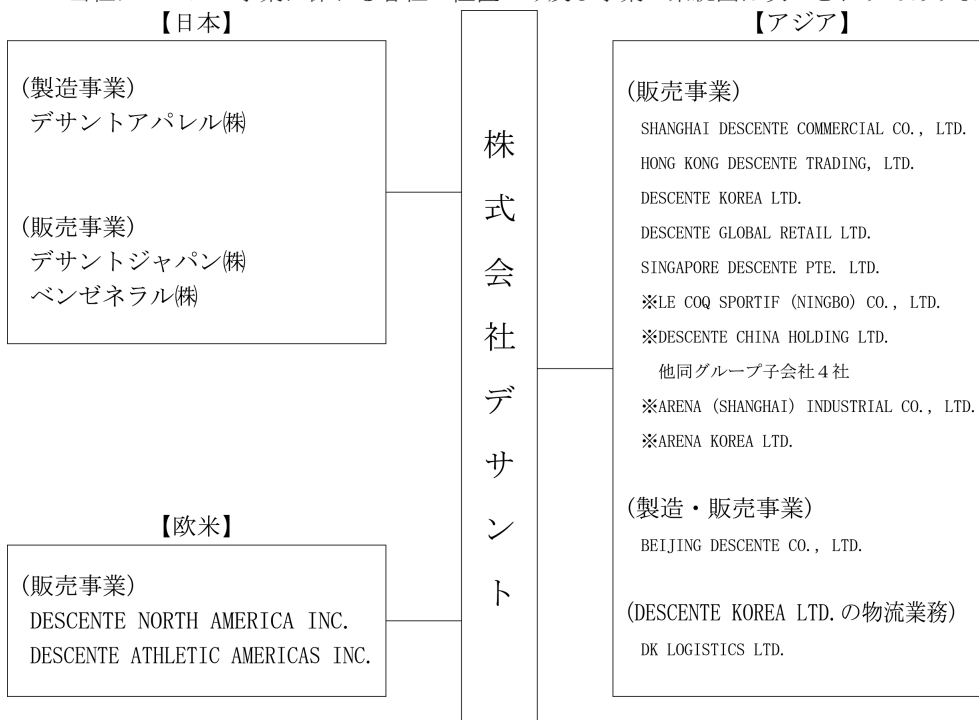 【日本】
(製造事業)
デサントアパレル㈱
(販売事業)
デサントジャパン㈱
ベンゼネラル㈱
【欧米】
(販売事業)
DESCENTE NORTH AMERICA INC.
DESCENTE ATHLETIC AMERICAS INC.
株式会社デサント
【アジア】
(販売事業)
SHANGHAI DESCENTE COMMERCIAL CO., LTD.
HONG KONG DESCENTE TRADING, LTD.
DESCENTE KOREA LTD.
DESCENTE GLOBAL RETAIL LTD.
SINGAPORE DESCENTE PTE. LTD.
※LE COQ SPORTIF (NINGBO) CO., LTD.
※DESCENTE CHINA HOLDING LTD.
他同グループ子会社４社
※ARENA (SHANGHAI) INDUSTRIAL CO., LTD.
※ARENA KOREA LTD.
(製造・販売事業)
BEIJING DESCENTE CO., LTD.
(DESCENTE KOREA LTD.の物流業務)
DK LOGISTICS LTD.